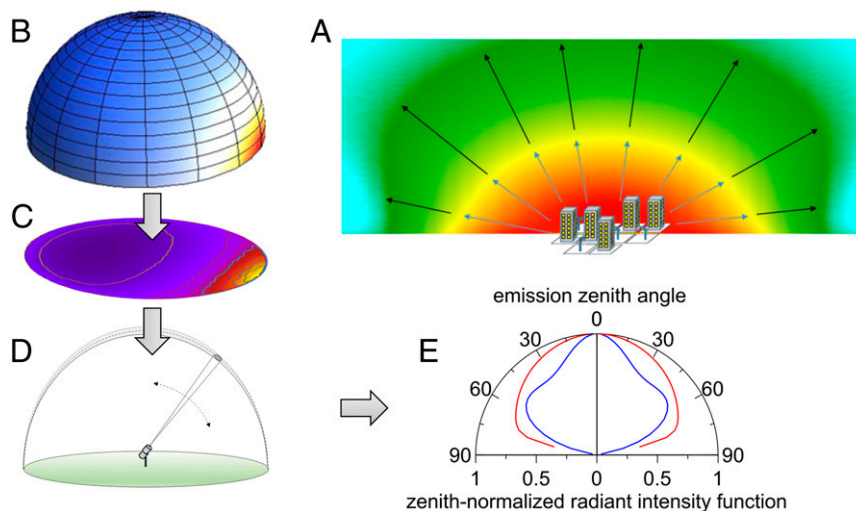 B
A
C
emission zenith angle
D
E
0
30
30
60
60
90
90
1
0.5
0
0.5
1
zenith-normalized radiant intensity function